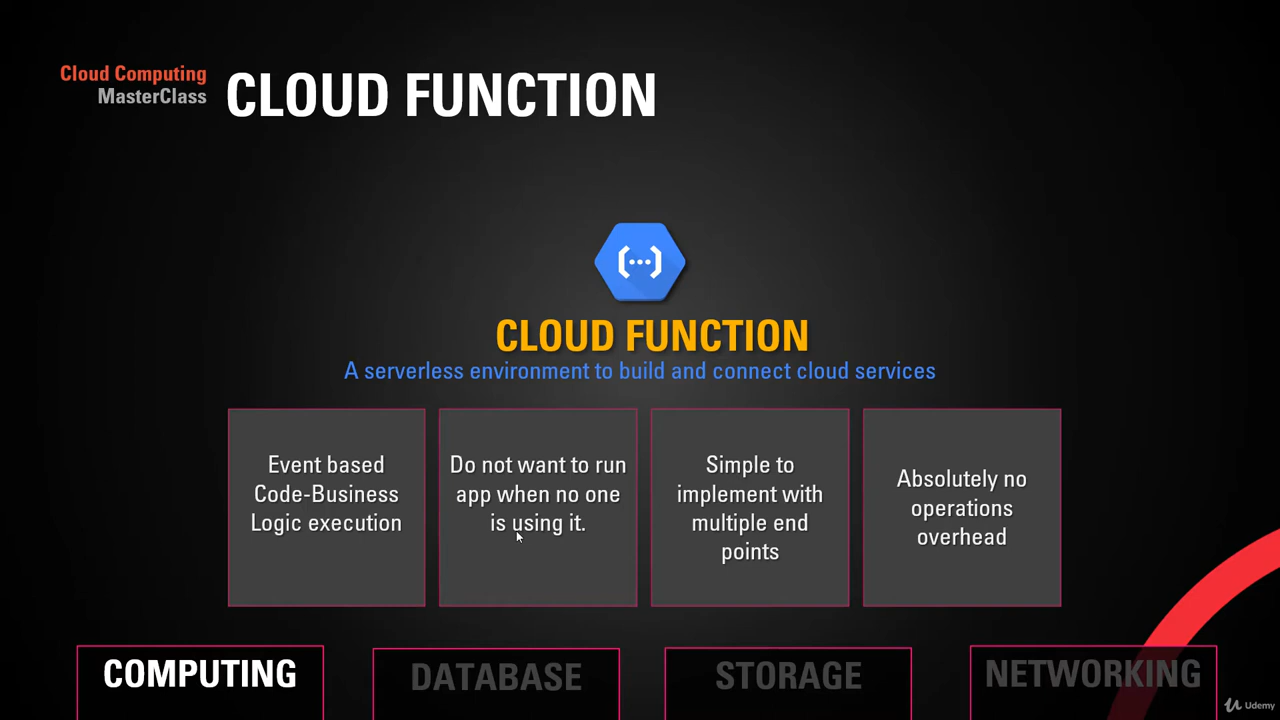 Cloud Computing
MasterClass
CLOUD FUNCTION
CLOUD FUNCTION
A serverless environment to build and connect cloud services
Event based
Code-Business
Logic execution
Do not want to run
app when no one
is using it.
Simple to
implement with
multiple end
points
Absolutely no
operations
overhead
COMPUTING
DATABASE
STORAGE
NETWORKING
Udemy